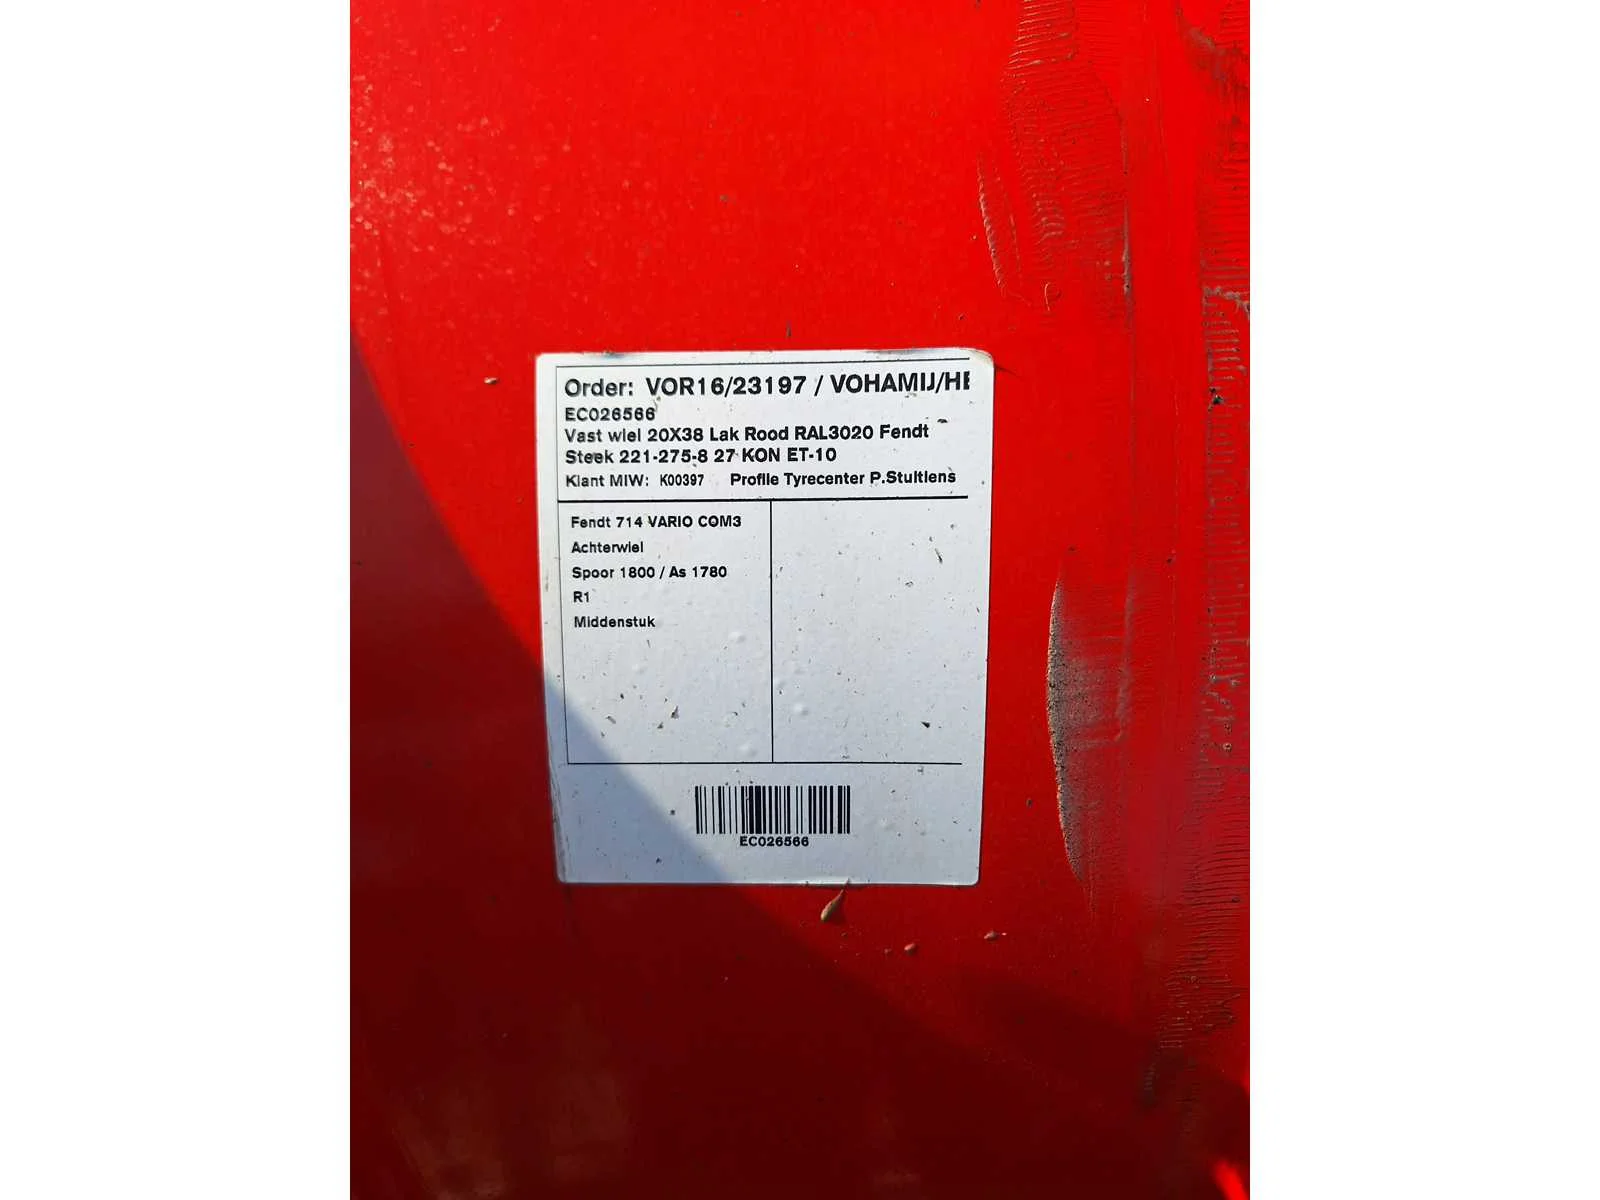 Order: VOR16/23197 / VOHAMIJ/HE
EC026566
Vast wiel 20X38 Lak Rood RAL3020 Fendt
Steek 221-275-8 27 KON ET-10
Klant MIW: K00397 Profile Tyrecenter P.Stultiens
Fendt 714 VARIO COM3
Achterwiel
Spoor 1800 / As 1780
R1
Middenstuk
EC026566